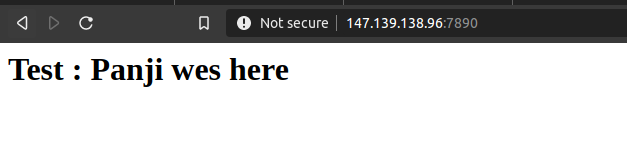 Not secure 147.139.138.96:7890
Test : Panji wes here